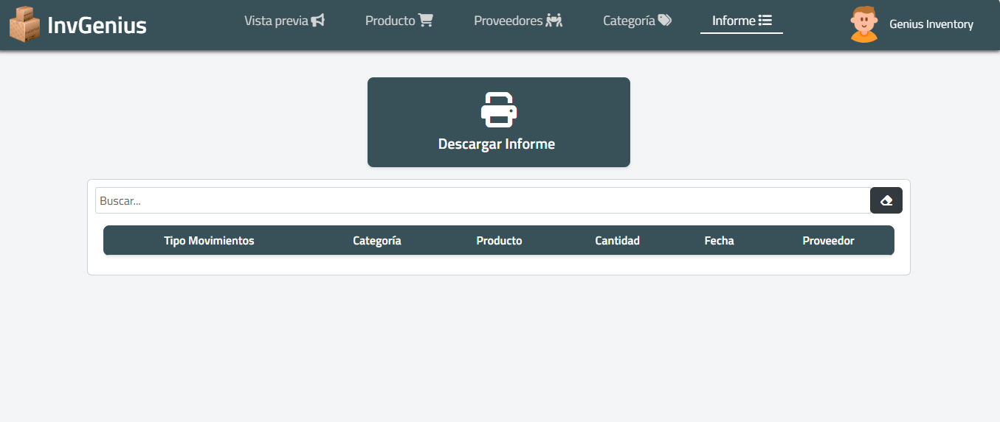 InvGenius
Vista previa
Producto
Proveedores
Categoría
Informe
Genius Inventory
Descargar Informe
Buscar...
Tipo Movimientos Categoría Producto Cantidad Fecha Proveedor